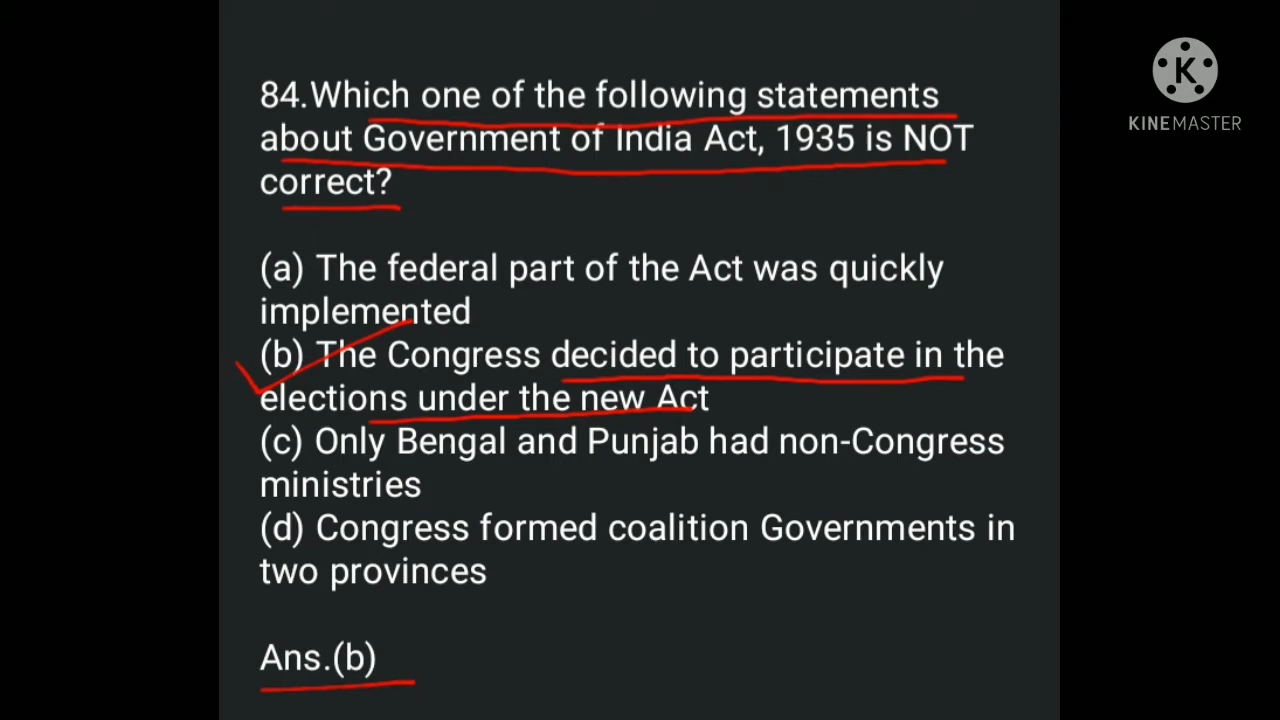 84.Which one of the following statements
about Government of India Act, 1935 is NOT
correct?
(a) The federal part of the Act was quickly
implemented
(b) The Congress decided to participate in the
elections under the new Act
(c) Only Bengal and Punjab had non-Congress
ministries
(d) Congress formed coalition Governments in
two provinces
Ans.(b)
K
KINEMASTER